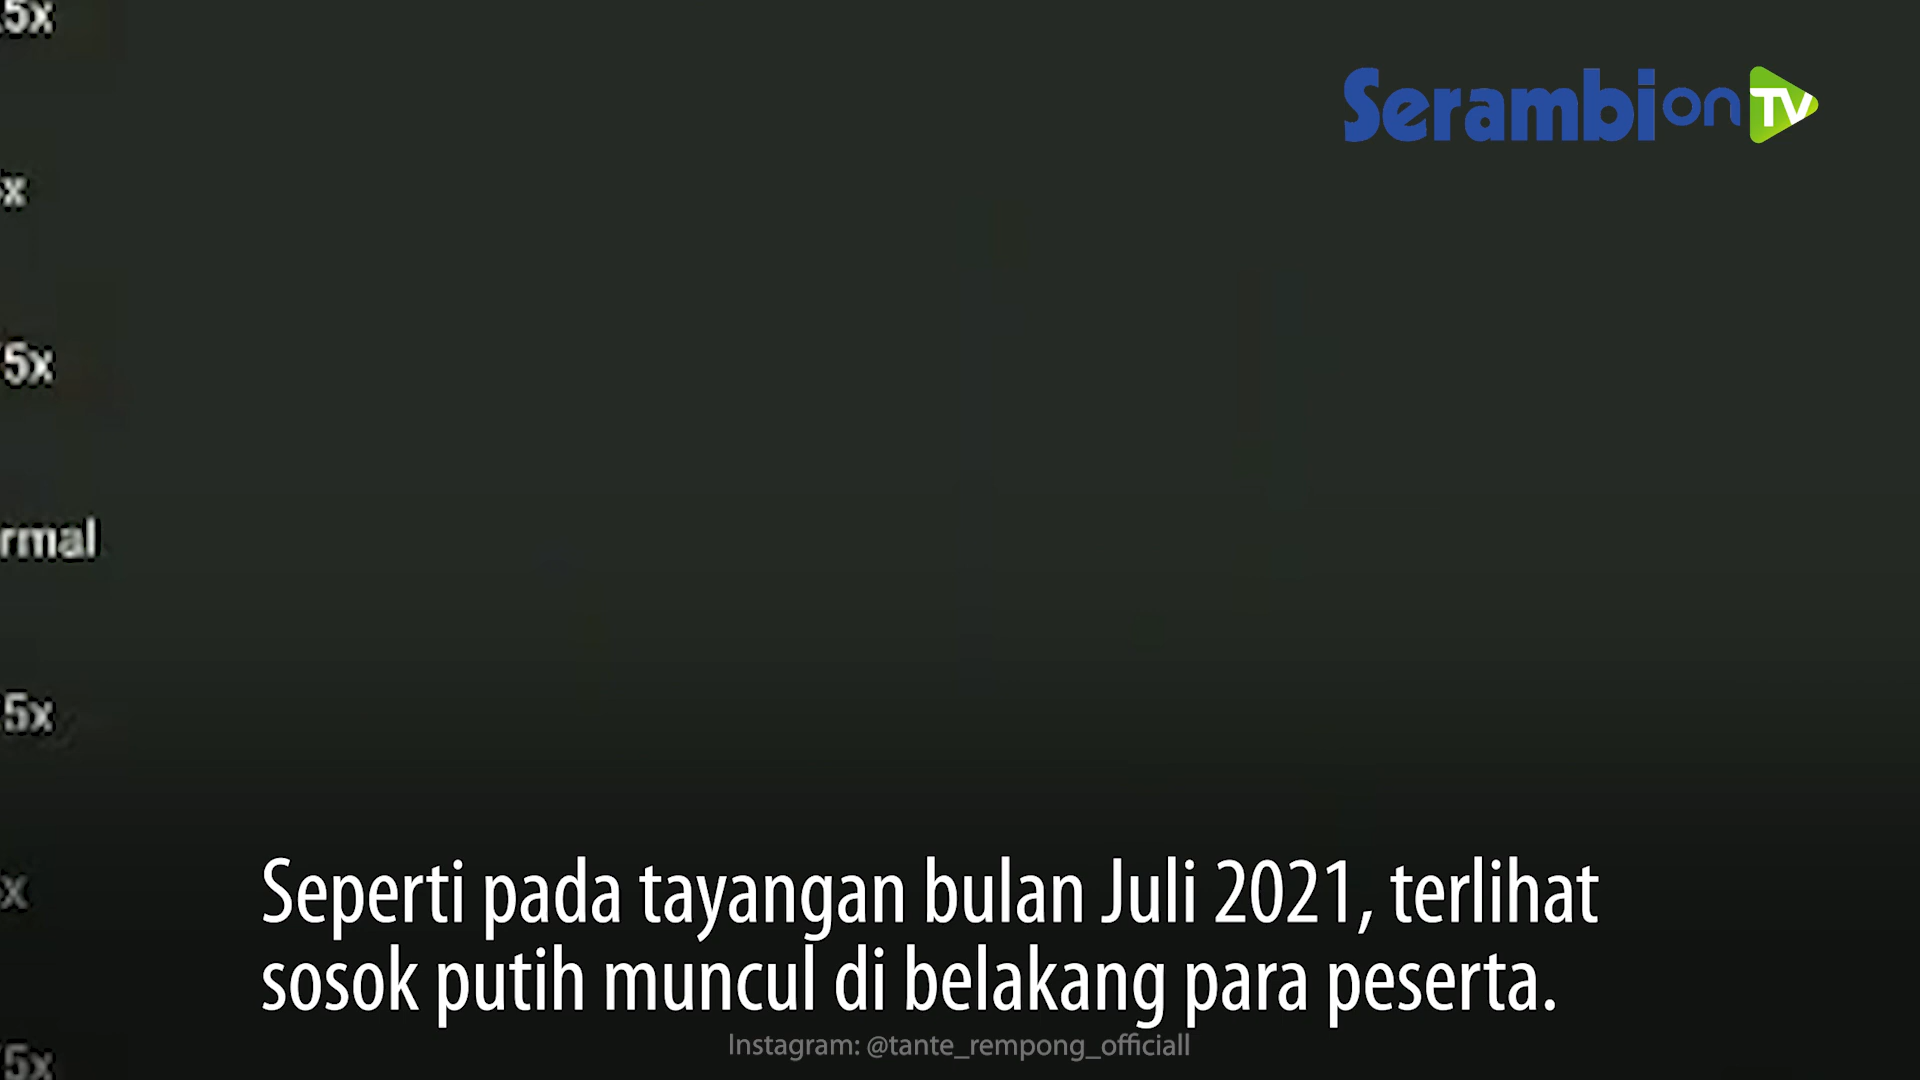 5x
Serambi on TV
x
5x
rmal
5x
x
Seperti pada tayangan bulan Juli 2021, terlihat
sosok putih muncul di belakang para peserta.
Instagram: @tante_rempong_officiall
5x